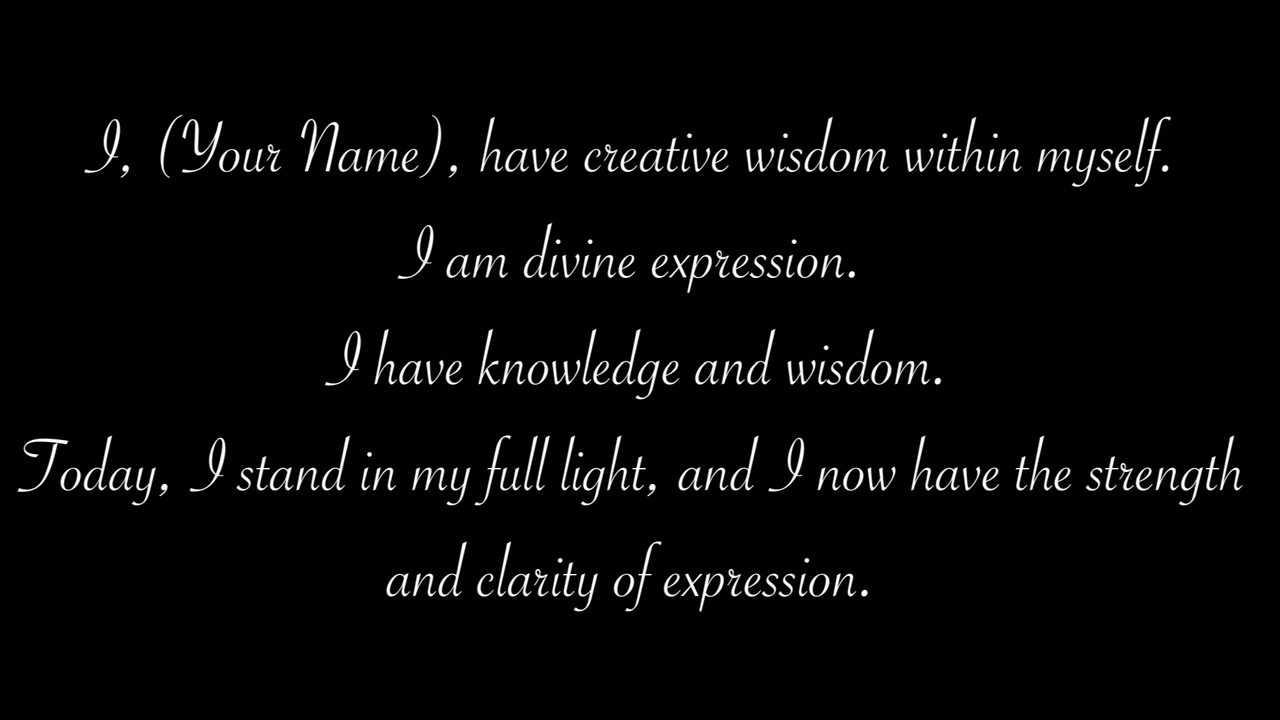 I, (Your Name), have creative wisdom within myself.
I am divine expression.
I have knowledge and wisdom.
Today, I stand in my full light, and I now have the strength
and clarity of expression.